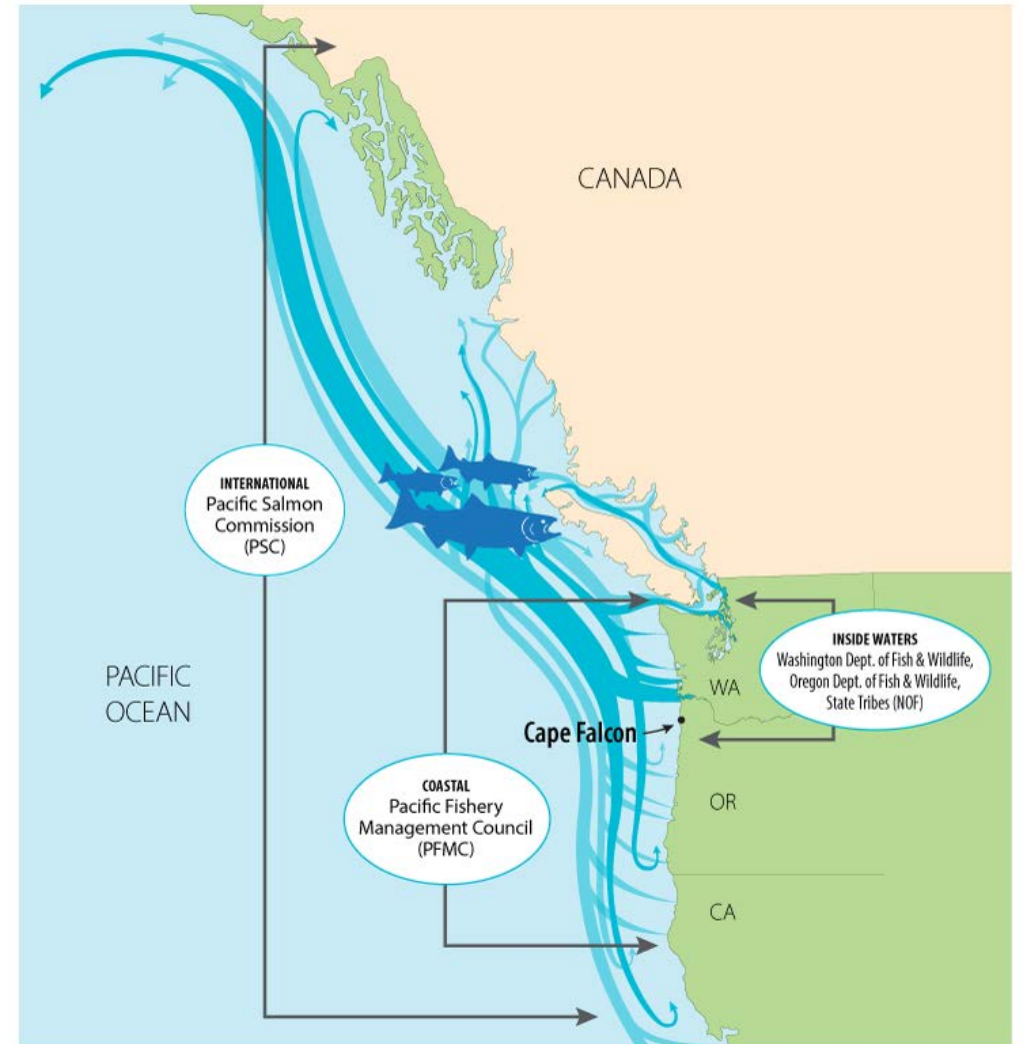 CANADA
INTERNATIONAL
Pacific Salmon
Commission
(PSC)
INSIDE WATERS
Washington Dept. of Fish & Wildlife,
Oregon Dept. of Fish & Wildlife,
State Tribes (NOF)
PACIFIC
OCEAN
WA
Cape Falcon
COASTAL
Pacific Fishery
Management Council
(PFMC)
OR
CA